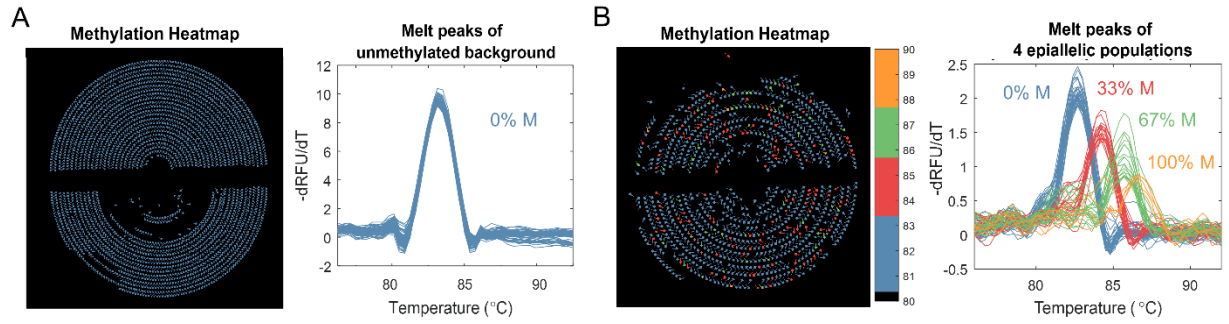 A
Methylation Heatmap
Melt peaks of
unmethylated background
12
10
8
6
4
2
0
-2
-dRFU/dT
0% M
80
85
90
Temperature (°C)
B
Methylation Heatmap
90
89
88
87
86
85
84
83
82
81
80
Melt peaks of
4 epiallelic populations
2.5
2
1.5
1
0.5
0
-0.5
-dRFU/dT
0% M
33% M
67% M
100% M
80
85
90
Temperature (°C)